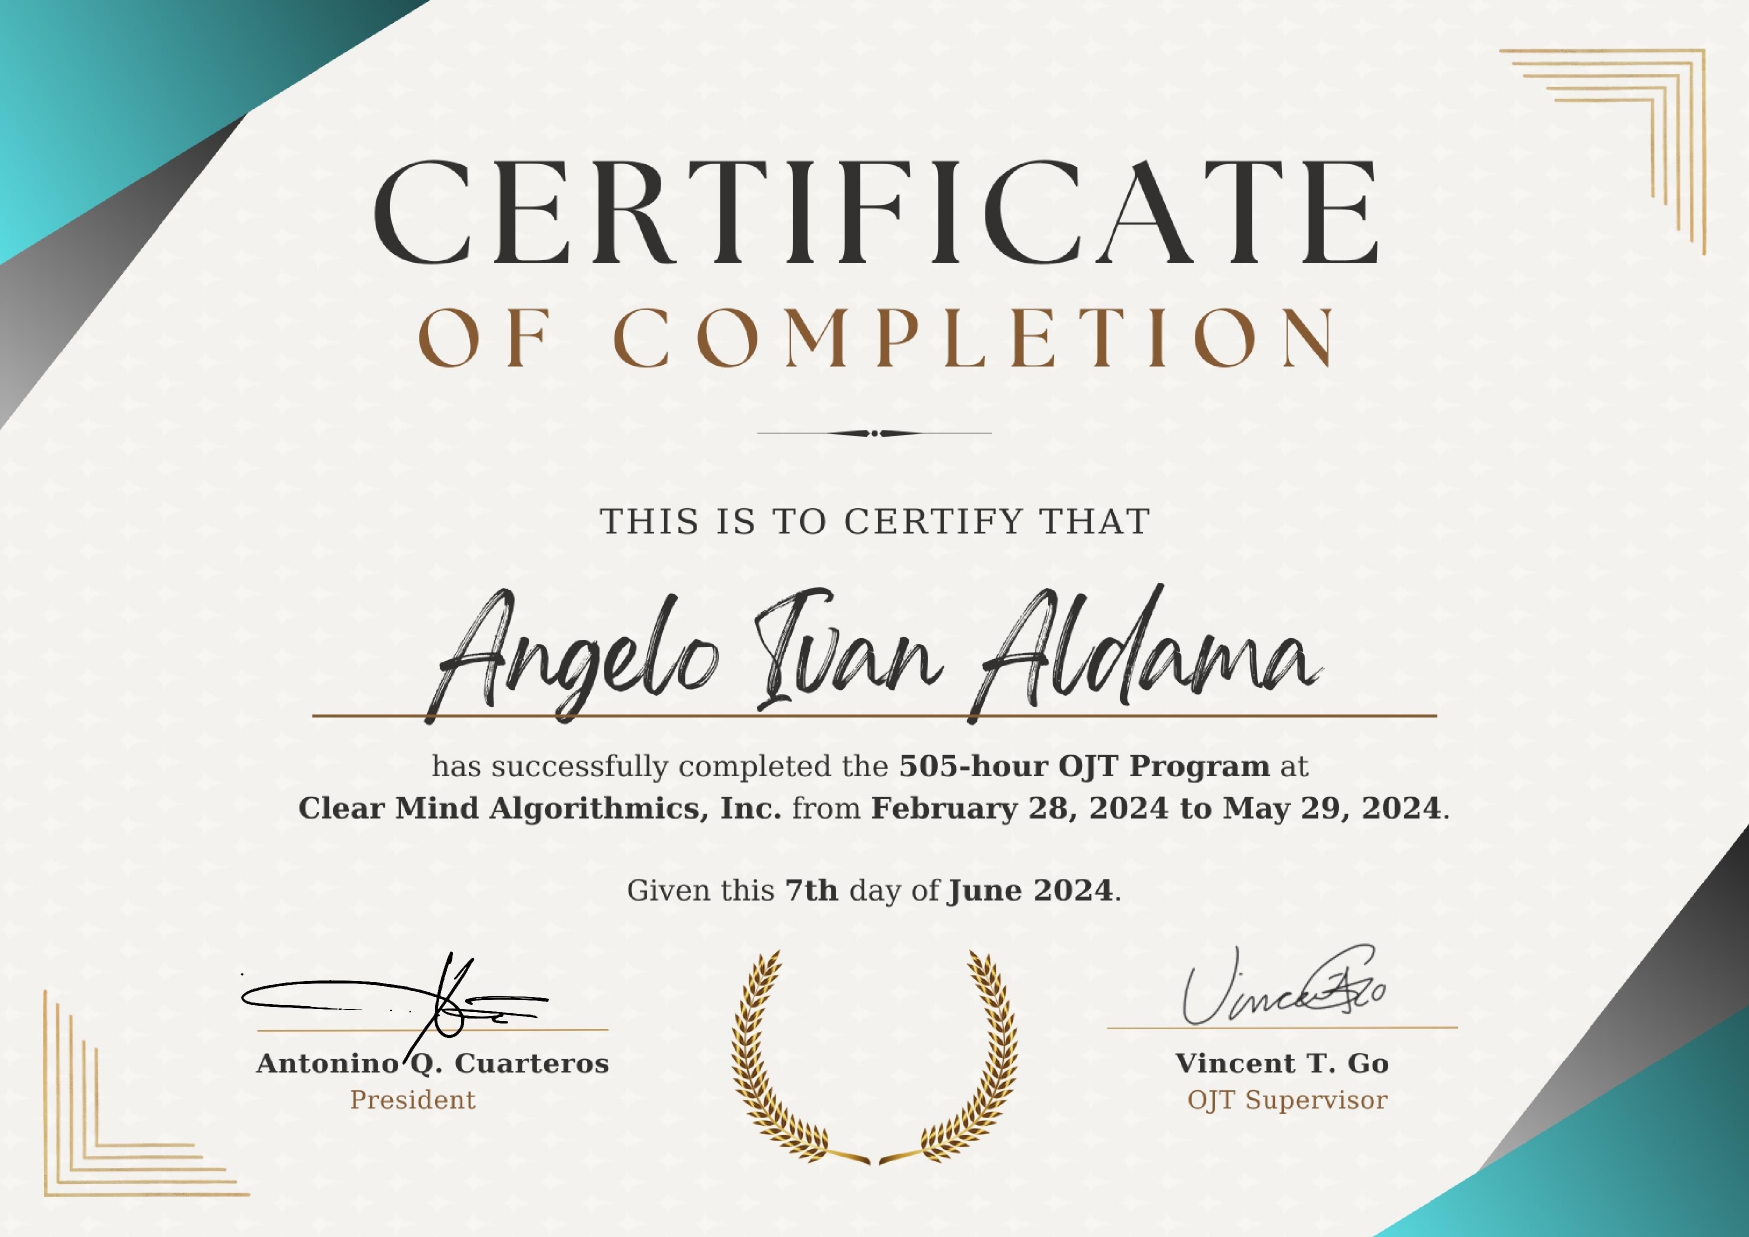 CERTIFICATE
OF COMPLETION
THIS IS TO CERTIFY THAT
Angelo Ivan Aldama
has successfully completed the 505-hour OJT Program at
Clear Mind Algorithmics, Inc. from February 28, 2024 to May 29, 2024.
Given this 7th day of June 2024.
Antonino Q. Cuarteros
President
Vincent T. Go
OJT Supervisor